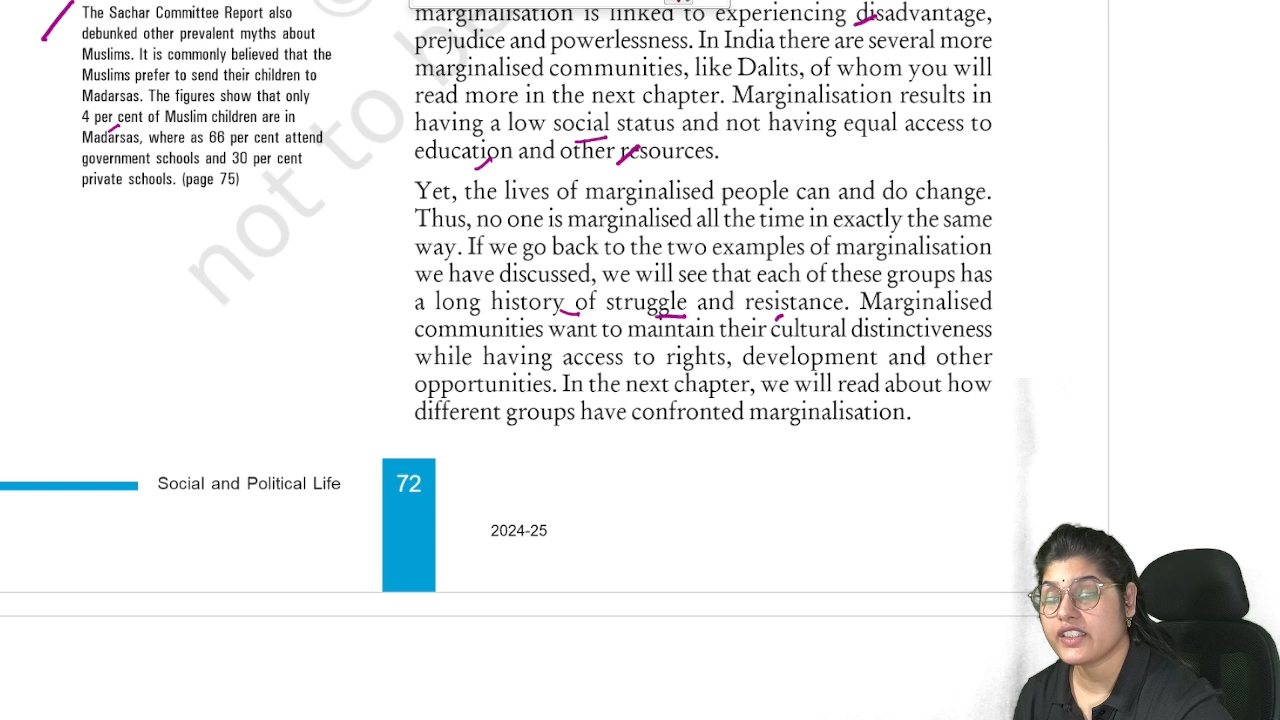 The Sachar Committee Report also
debunked other prevalent myths about
Muslims. It is commonly believed that the
Muslims prefer to send their children to
Madarsas. The figures show that only
4 per cent of Muslim children are in
Madarsas, where as 66 per cent attend
government schools and 30 per cent
private schools. (page 75)
marginalisation is linked to experiencing disadvantage,
prejudice and powerlessness. In India there are several more
marginalised communities, like Dalits, of whom you will
read more in the next chapter. Marginalisation results in
having a low social status and not having equal access to
education and other resources.
Yet, the lives of marginalised people can and do change.
Thus, no one is marginalised all the time in exactly the same
way. If we go back to the two examples of marginalisation
we have discussed, we will see that each of these groups has
a long history of struggle and resistance. Marginalised
communities want to maintain their cultural distinctiveness
while having access to rights, development and other
opportunities. In the next chapter, we will read about how
different groups have confronted marginalisation.
Social and Political Life
72
2024-25
not to be